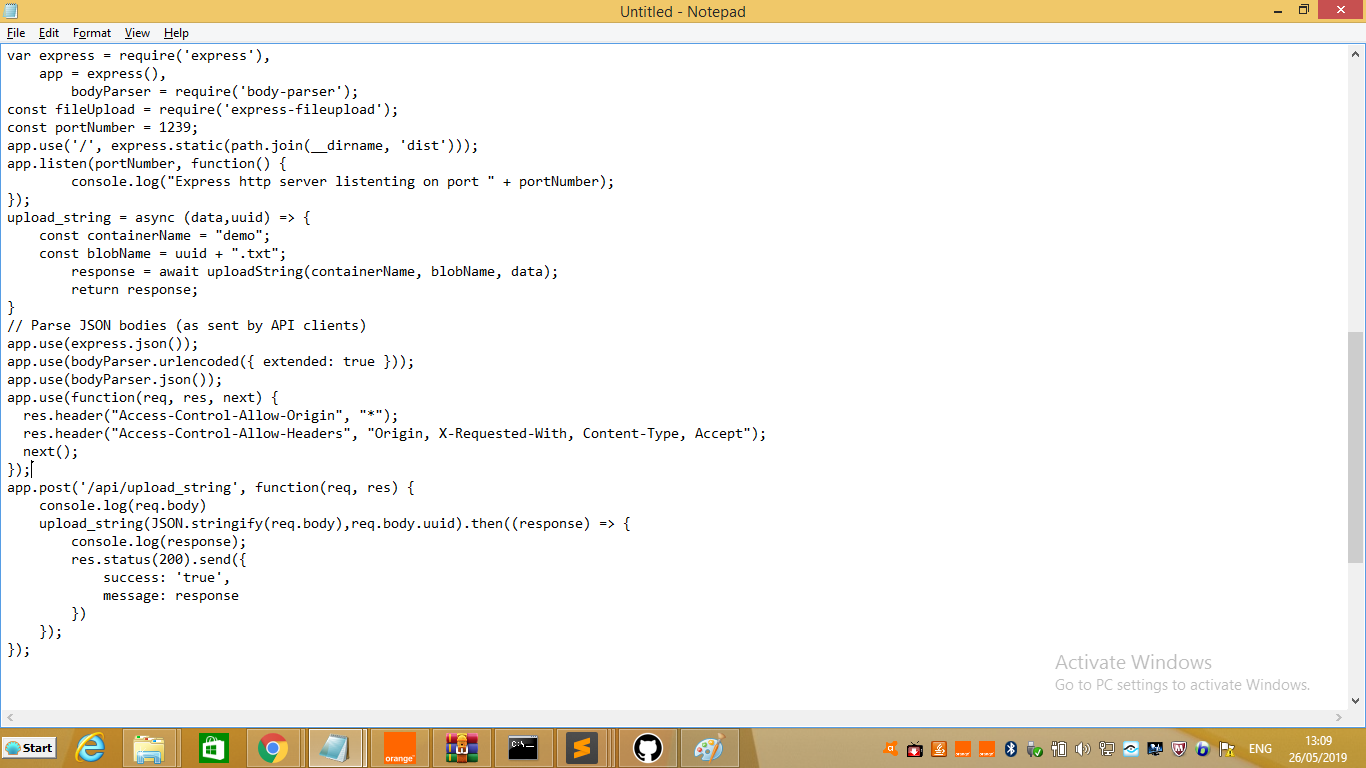 Untitled - Notepad
File Edit Format View Help
var express = require('express'),
    app = express(),
        bodyParser = require('body-parser');
const fileUpload = require('express-fileupload');
const portNumber = 1239;
app.use('/', express.static(path.join(__dirname, 'dist')));
app.listen(portNumber, function() {
        console.log("Express http server listenting on port " + portNumber);
});
upload_string = async (data,uuid) => {
    const containerName = "demo";
    const blobName = uuid + ".txt";
        response = await uploadString(containerName, blobName, data);
        return response;
}
// Parse JSON bodies (as sent by API clients)
app.use(express.json());
app.use(bodyParser.urlencoded({ extended: true }));
app.use(bodyParser.json());
app.use(function(req, res, next) {
  res.header("Access-Control-Allow-Origin", "*");
  res.header("Access-Control-Allow-Headers", "Origin, X-Requested-With, Content-Type, Accept");
  next();
});
app.post('/api/upload_string', function(req, res) {
    console.log(req.body)
    upload_string(JSON.stringify(req.body),req.body.uuid).then((response) => {
        console.log(response);
        res.status(200).send({
            success: 'true',
            message: response
        })
    });
});
Activate Windows
Go to PC settings to activate Windows.
Start
orange
C:\
ENG
13:09
26/05/2019